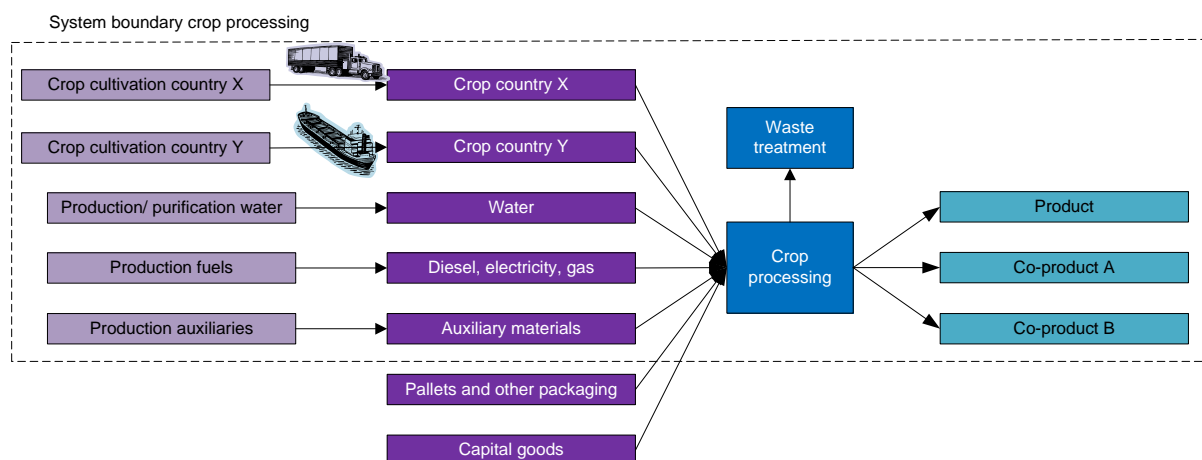 System boundary crop processing
Crop cultivation country X
Crop country X
Crop cultivation country Y
Crop country Y
Waste
treatment
Production/ purification water
Water
Product
Production fuels
Diesel, electricity, gas
Crop
processing
Co-product A
Production auxiliaries
Auxiliary materials
Co-product B
Pallets and other packaging
Capital goods